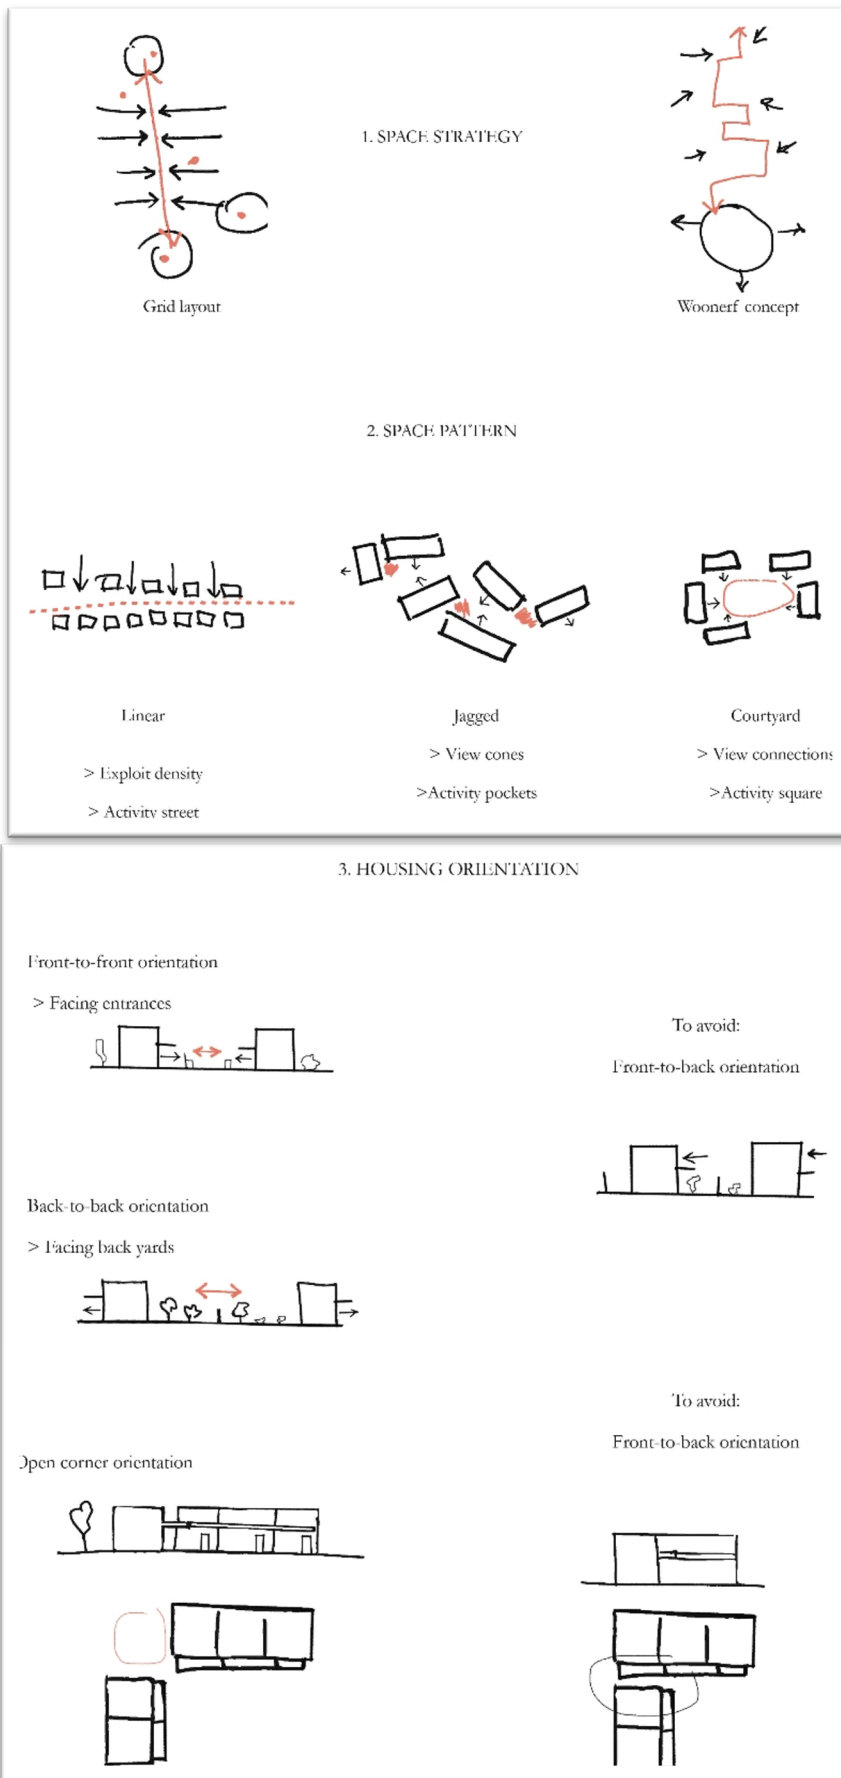 1. SPACE STRATEGY
Grid layout
Woonerf concept
2. SPACE PATTERN
Linear
> Exploit density
> Activity street
Jagged
> View cones
>Activity pockets
Courtyard
> View connections
>Activity square
3. HOUSING ORIENTATION
Front-to-front orientation
> Facing entrances
To avoid:
Front-to-back orientation
Back-to-back orientation
> Facing back yards
To avoid:
Front-to-back orientation
Open corner orientation